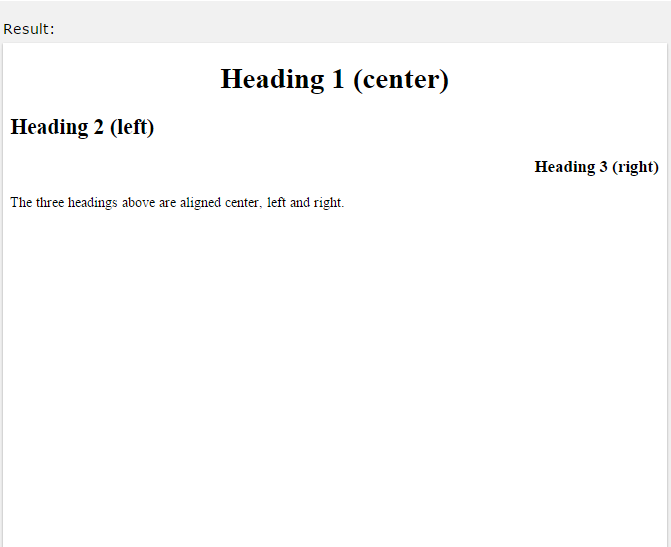 Result:
Heading 1 (center)
Heading 2 (left)
Heading 3 (right)
The three headings above are aligned center, left and right.